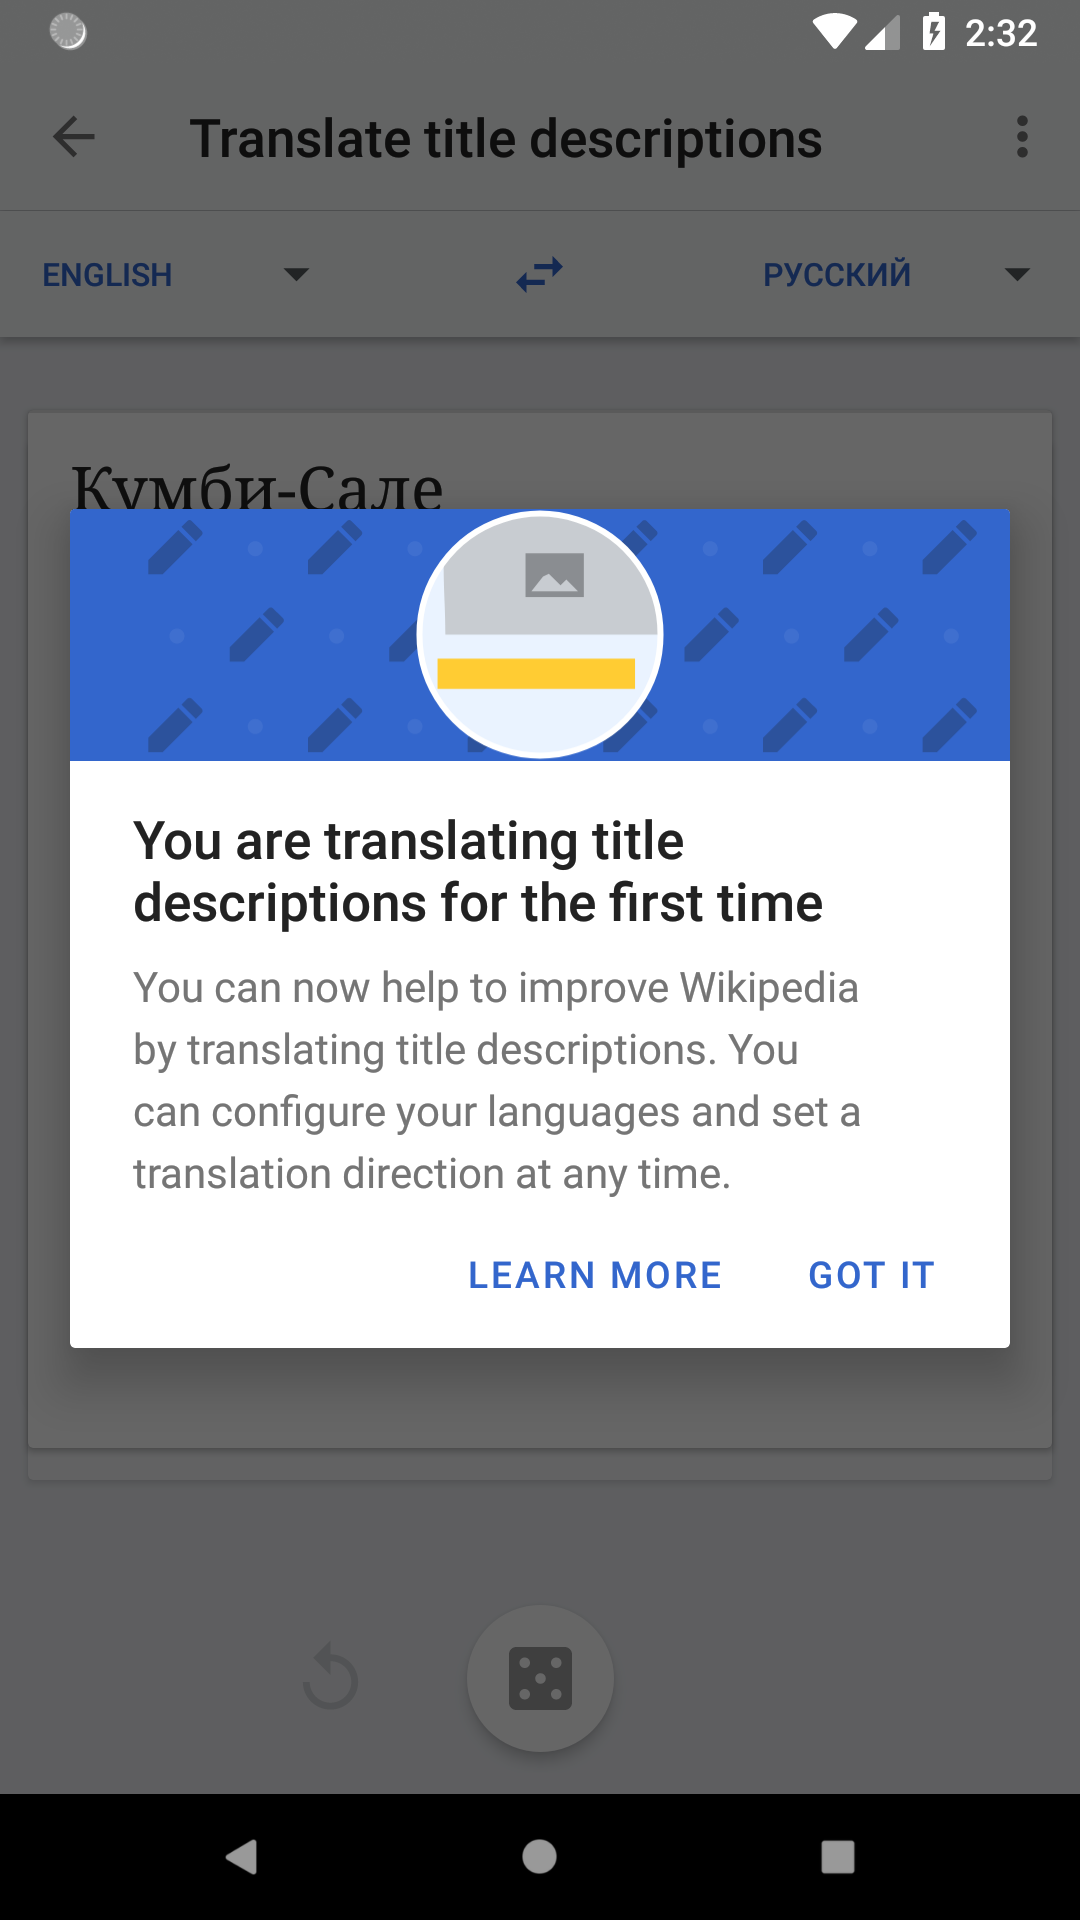 2:32
Translate title descriptions
ENGLISH
РУССКИЙ
Кумби-Сале
You are translating title
descriptions for the first time
You can now help to improve Wikipedia
by translating title descriptions. You
can configure your languages and set a
translation direction at any time.
LEARN MORE
GOT IT